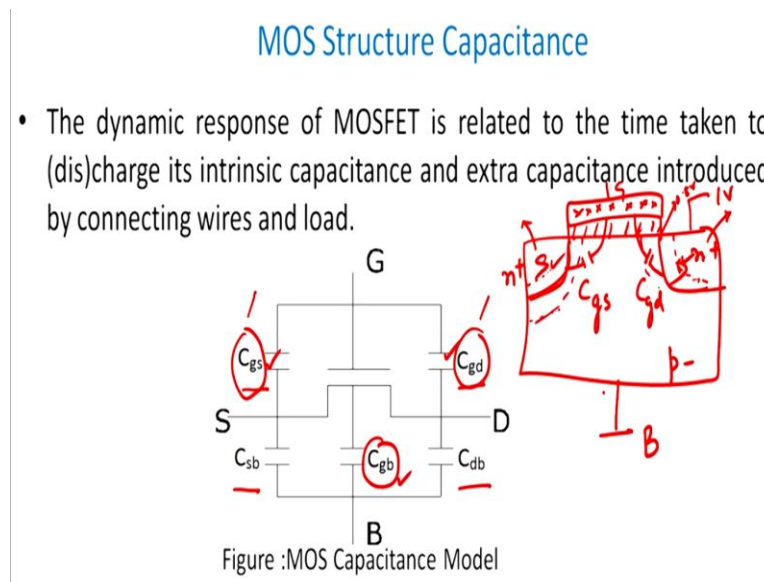 MOS Structure Capacitance
• The dynamic response of MOSFET is related to the time taken to
(dis)charge its intrinsic capacitance and extra capacitance introduced
by connecting wires and load.
G
1V
n+ S
n+
Cgs Cgd
p-
B
Cgs
Cgd
S
D
Csb
Cgb
Cdb
B
Figure :MOS Capacitance Model